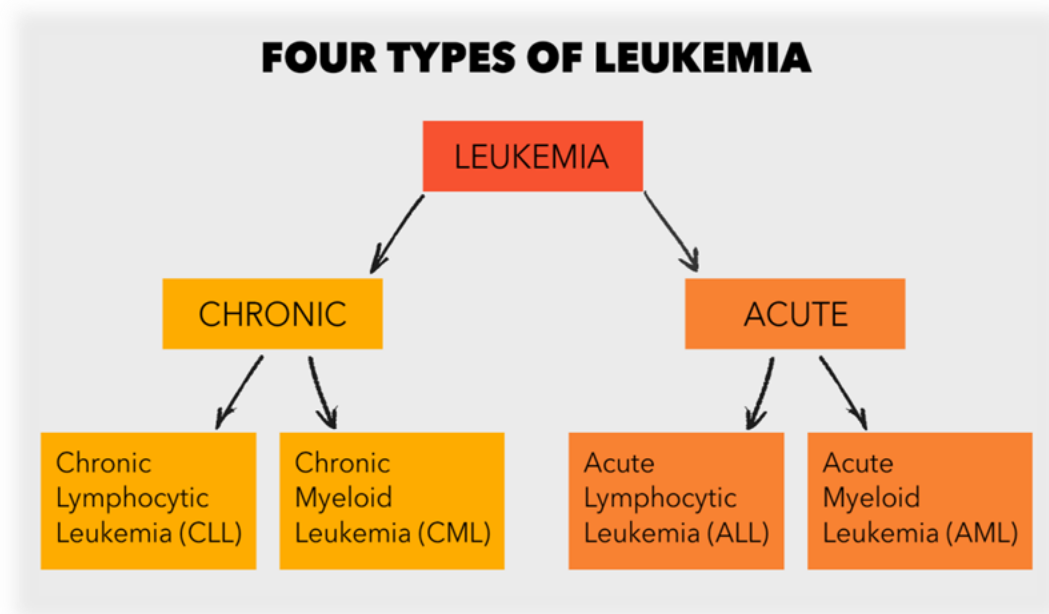 FOUR TYPES OF LEUKEMIA
LEUKEMIA
CHRONIC
ACUTE
Chronic
Lymphocytic
Leukemia (CLL)
Chronic
Myeloid
Leukemia (CML)
Acute
Lymphocytic
Leukemia (ALL)
Acute
Myeloid
Leukemia (AML)